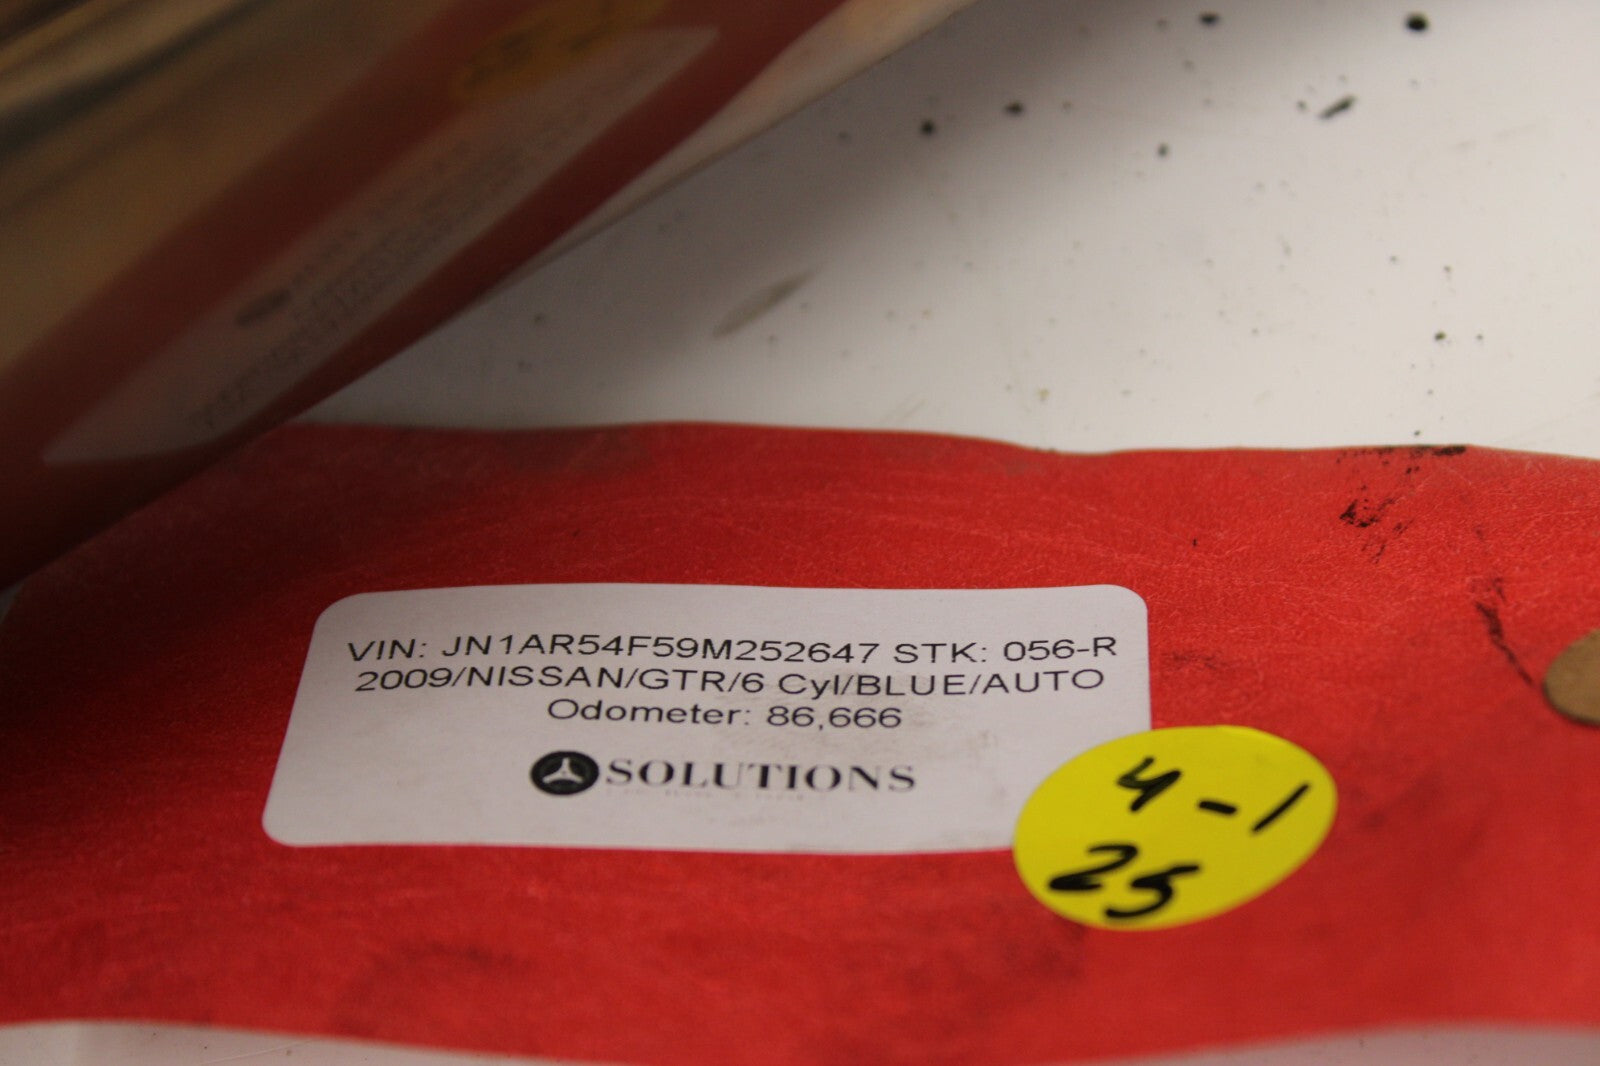 VIN: JN1AR54F59M252647 STK: 056-R
2009/NISSAN/GTR/6 Cyl/BLUE/AUTO
Odometer: 86,666
SOLUTIONS
4-1
25